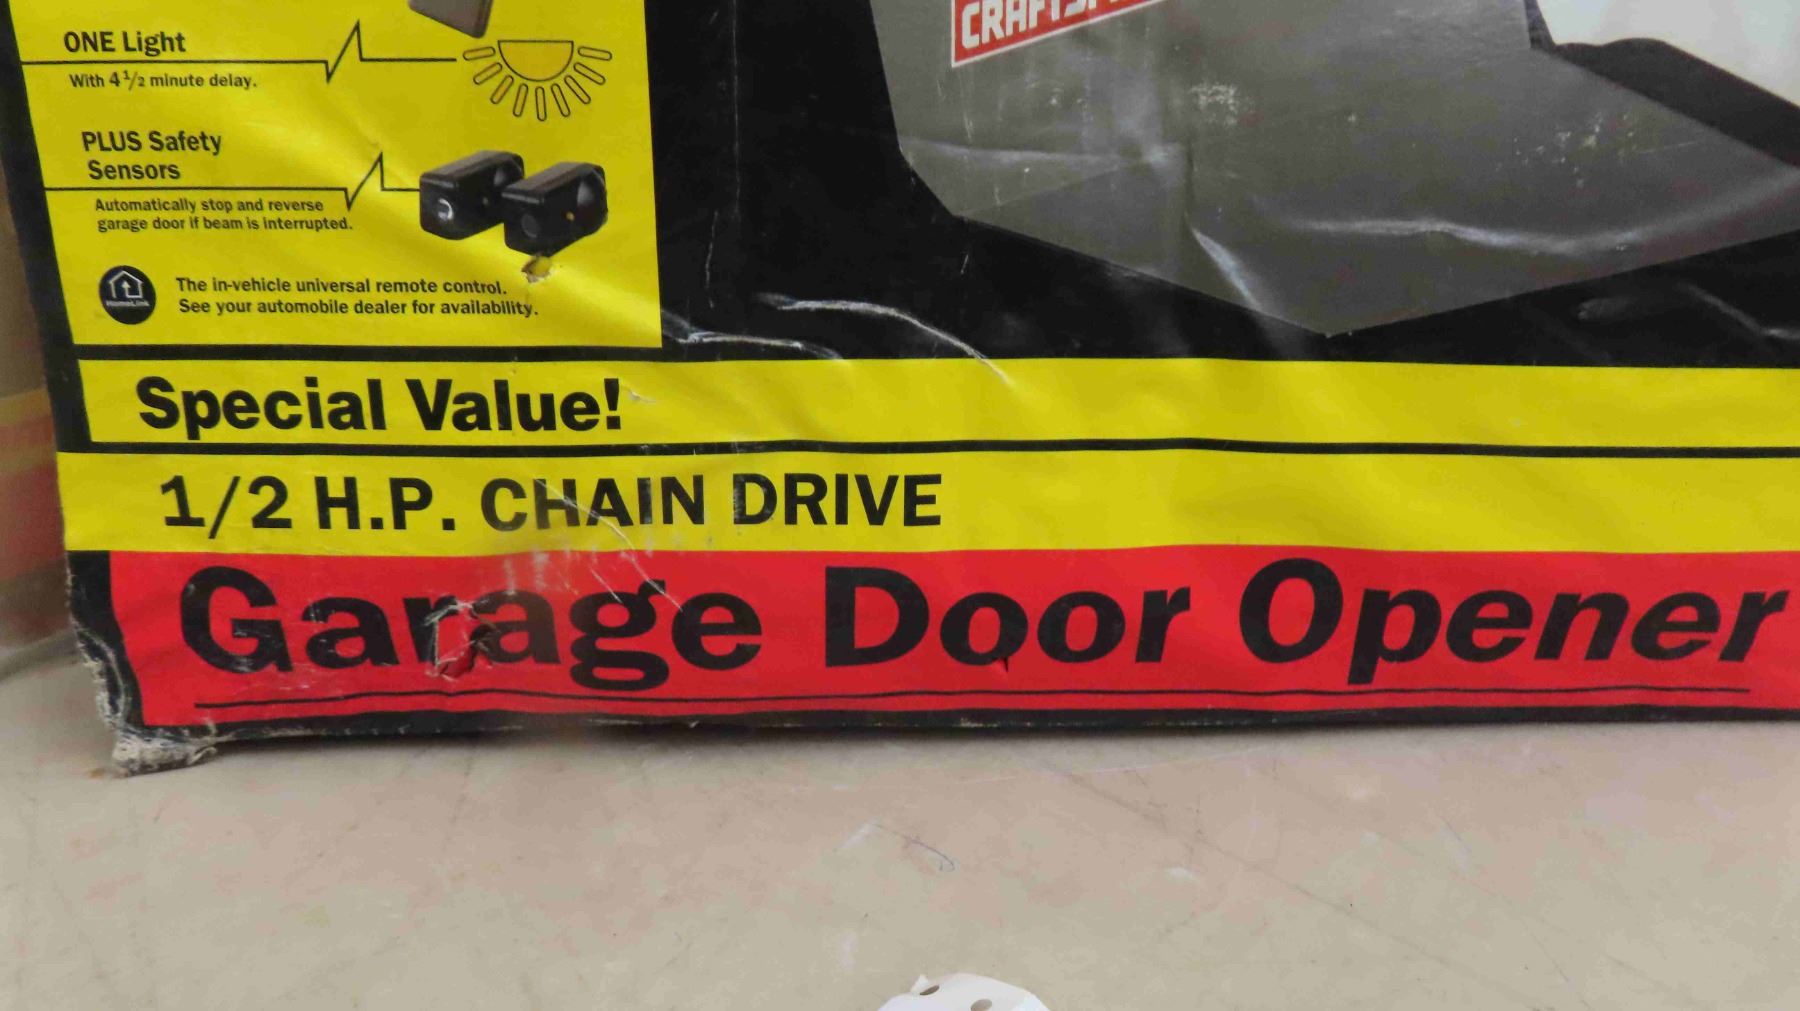 ONE Light
With 4 1/2 minute delay.
PLUS Safety
Sensors
Automatically stop and reverse
garage door if beam is interrupted.
HomeLink
The in-vehicle universal remote control.
See your automobile dealer for availability.
Special Value!
1/2 H.P. CHAIN DRIVE
Garage Door Opener